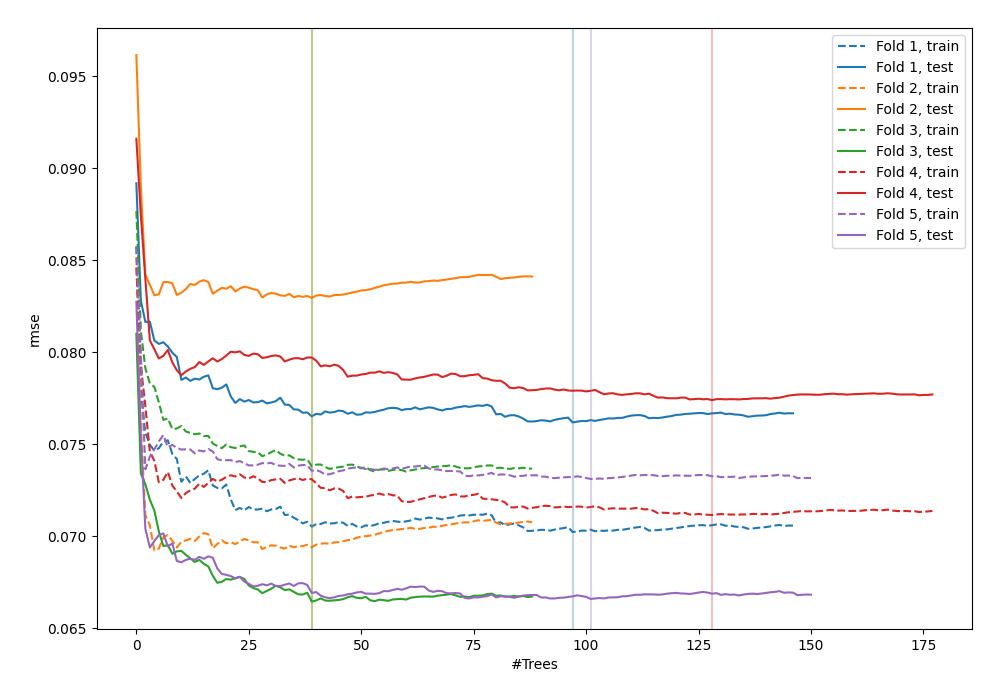 0.095
0.090
0.085
0.080
0.075
0.070
0.065
rmse
0
25
50
75
100
125
150
175
#Trees
Fold 1, train
Fold 1, test
Fold 2, train
Fold 2, test
Fold 3, train
Fold 3, test
Fold 4, train
Fold 4, test
Fold 5, train
Fold 5, test